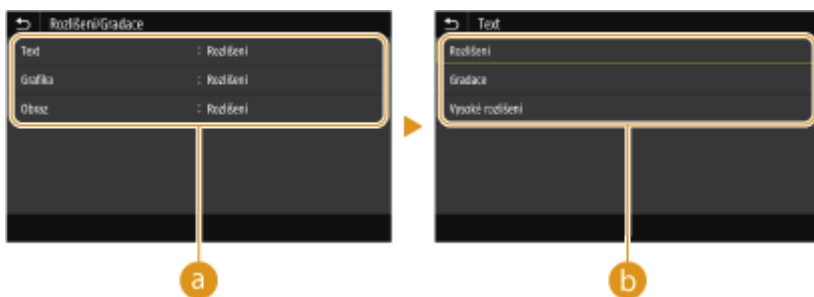 Rozlišení/Gradace
Text : Rozlišení
Grafika : Rozlišení
Obraz : Rozlišení
a
Text
Rozlišení
Gradace
Vysoké rozlišení
b